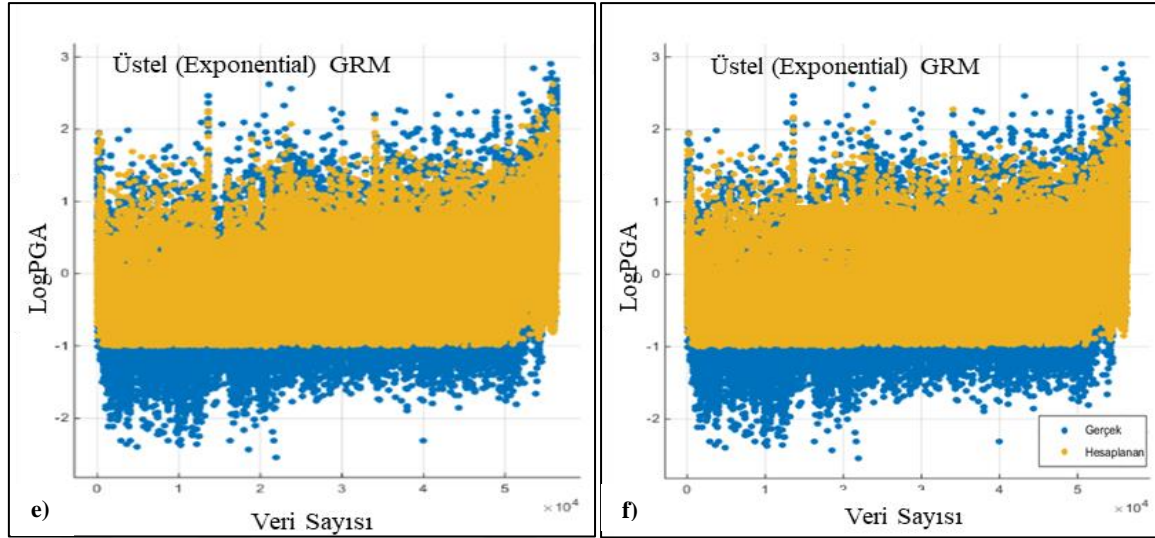 Üstel (Exponential) GRM
LogPGA
3
2
1
0
-1
-2
0
1
2
3
4
5
×10⁴
Veri Sayısı
e)
Üstel (Exponential) GRM
LogPGA
3
2
1
0
-1
-2
Gerçek
Hesaplanan
0
1
2
3
4
5
×10⁴
Veri Sayısı
f)